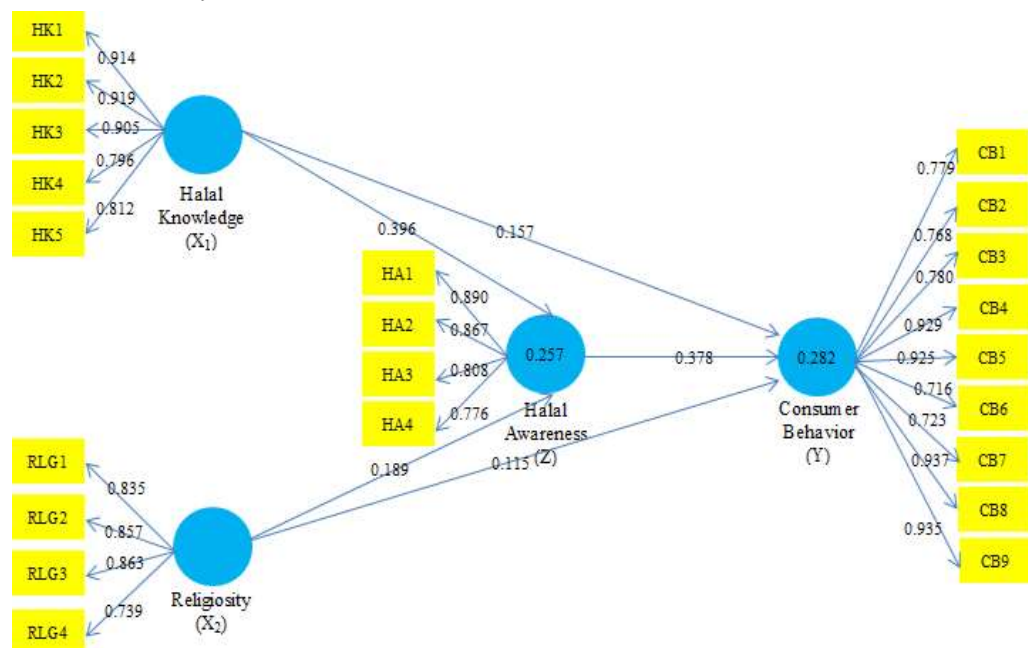 HK1
0.914
HK2
0.919
HK3
0.905
HK4
0.796
HK5
0.812
Halal
Knowledge
(X₁)
0.396
0.157
HA1
0.890
HA2
0.867
HA3
0.808
HA4
0.776
0.257
Halal
Awareness
(Z)
0.378
0.282
Consumer
Behavior
(Y)
CB1
0.779
CB2
0.768
CB3
0.780
CB4
0.929
CB5
0.925
CB6
0.716
CB7
0.723
CB8
0.937
CB9
0.935
RLG1
0.835
RLG2
0.857
RLG3
0.863
RLG4
0.739
Religiosity
(X₂)
0.189
0.115